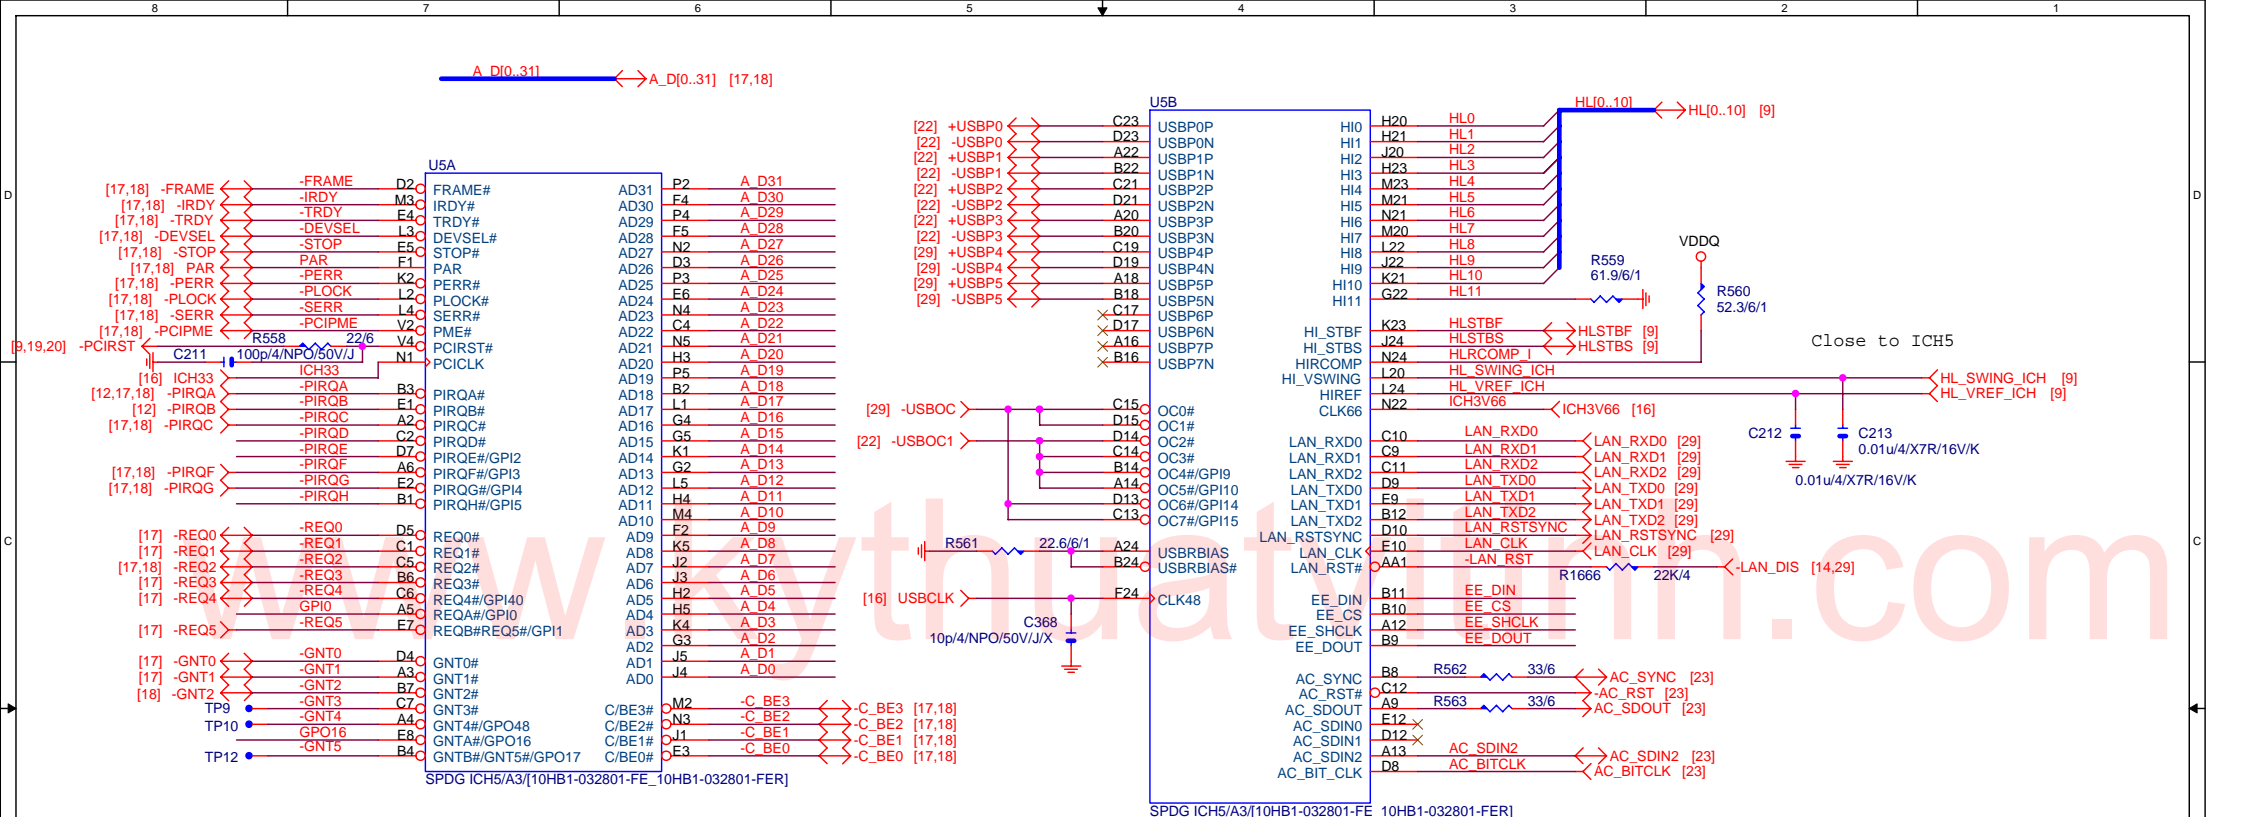 8 7 6 5 4 3 2 1
A_D[0..31] A_D[0..31] [17,18]
U5A
[17,18] -FRAME -FRAME D2 FRAME# AD31 P2 A_D31
[17,18] -IRDY -IRDY M3 IRDY# AD30 F4 A_D30
[17,18] -TRDY -TRDY E4 TRDY# AD29 P4 A_D29
[17,18] -DEVSEL -DEVSEL L3 DEVSEL# AD28 F5 A_D28
[17,18] -STOP -STOP E5 STOP# AD27 N2 A_D27
[17,18] PAR PAR F1 PAR AD26 D3 A_D26
[17,18] -PERR -PERR K2 PERR# AD25 P3 A_D25
[17,18] -PLOCK -PLOCK L2 PLOCK# AD24 E6 A_D24
[17,18] -SERR -SERR L4 SERR# AD23 N4 A_D23
[17,18] -PCIPME -PCIPME V2 PME# AD22 C4 A_D22
[9,19,20] -PCIRST R558 22/6 V4 PCIRST# AD21 N5 A_D21
C211 100p/4/NPO/50V/J N1 PCICLK AD20 H3 A_D20
[16] ICH33 ICH33 AD19 P5 A_D19
[12,17,18] -PIRQA -PIRQA B3 PIRQA# AD18 B2 A_D18
[12] -PIRQB -PIRQB E1 PIRQB# AD17 L1 A_D17
[17,18] -PIRQC -PIRQC A2 PIRQC# AD16 G4 A_D16
-PIRQD C2 PIRQD# AD15 G5 A_D15
-PIRQE D7 PIRQE#/GPI2 AD14 K1 A_D14
[17,18] -PIRQF -PIRQF A6 PIRQF#/GPI3 AD13 G2 A_D13
[17,18] -PIRQG -PIRQG E2 PIRQG#/GPI4 AD12 L5 A_D12
-PIRQH B1 PIRQH#/GPI5 AD11 H4 A_D11
AD10 M4 A_D10
[17] -REQ0 -REQ0 D5 REQ0# AD9 F2 A_D9
[17] -REQ1 -REQ1 C1 REQ1# AD8 K5 A_D8
[17,18] -REQ2 -REQ2 C5 REQ2# AD7 J2 A_D7
[17] -REQ3 -REQ3 B6 REQ3# AD6 J3 A_D6
[17] -REQ4 -REQ4 C6 REQ4#/GPI40 AD5 H2 A_D5
GPI0 A5 REQA#/GPI0 AD4 H5 A_D4
[17] -REQ5 -REQ5 E7 REQB#REQ5#/GPI1 AD3 K4 A_D3
AD2 G3 A_D2
[17] -GNT0 -GNT0 D4 GNT0# AD1 J5 A_D1
[17] -GNT1 -GNT1 A3 GNT1# AD0 J4 A_D0
[18] -GNT2 -GNT2 B7 GNT2#
TP9 -GNT3 C7 GNT3# C/BE3# M2 -C_BE3 -C_BE3 [17,18]
TP10 -GNT4 A4 GNT4#/GPO48 C/BE2# N3 -C_BE2 -C_BE2 [17,18]
GPO16 E8 GNTA#/GPO16 C/BE1# J1 -C_BE1 -C_BE1 [17,18]
TP12 -GNT5 B4 GNTB#/GNT5#/GPO17 C/BE0# E3 -C_BE0 -C_BE0 [17,18]
SPDG ICH5/A3/[10HB1-032801-FE_10HB1-032801-FER]
U5B
HL[0..10] HL[0..10] [9]
[22] +USBP0 C23 USBP0P HI0 H20 HL0
[22] -USBP0 D23 USBP0N HI1 H21 HL1
[22] +USBP1 A22 USBP1P HI2 J20 HL2
[22] -USBP1 B22 USBP1N HI3 H23 HL3
[22] +USBP2 C21 USBP2P HI4 M23 HL4
[22] -USBP2 D21 USBP2N HI5 M21 HL5
[22] +USBP3 A20 USBP3P HI6 N21 HL6
[22] -USBP3 B20 USBP3N HI7 M20 HL7
[29] +USBP4 C19 USBP4P HI8 L22 HL8
[29] -USBP4 D19 USBP4N HI9 J22 HL9
[29] +USBP5 A18 USBP5P HI10 K21 HL10
[29] -USBP5 B18 USBP5N HI11 G22 HL11
R559
61.9/6/1
VDDQ
R560
52.3/6/1
C17 USBP6P
D17 USBP6N HI_STBF K23 HLSTBF HLSTBF [9]
A16 USBP7P HI_STBS J24 HLSTBS HLSTBS [9]
B16 USBP7N HIRCOMP N24 HLRCOMP_I
Close to ICH5
HI_VSWING L20 HL_SWING_ICH HL_SWING_ICH [9]
HIREF L24 HL_VREF_ICH HL_VREF_ICH [9]
[29] -USBOC C15 OC0# CLK66 N22 ICH3V66 ICH3V66 [16]
D15 OC1#
[22] -USBOC1 D14 OC2# LAN_RXD0 C10 LAN_RXD0 LAN_RXD0 [29]
C14 OC3# LAN_RXD1 C9 LAN_RXD1 LAN_RXD1 [29]
B14 OC4#/GPI9 LAN_RXD2 C11 LAN_RXD2 LAN_RXD2 [29]
A14 OC5#/GPI10 LAN_TXD0 D9 LAN_TXD0 LAN_TXD0 [29]
D13 OC6#/GPI14 LAN_TXD1 E9 LAN_TXD1 LAN_TXD1 [29]
C13 OC7#/GPI15 LAN_TXD2 B12 LAN_TXD2 LAN_TXD2 [29]
LAN_RSTSYNC D10 LAN_RSTSYNC LAN_RSTSYNC [29]
R561 22.6/6/1 A24 USBRBIAS LAN_CLK E10 LAN_CLK LAN_CLK [29]
B24 USBRBIAS# LAN_RST# AA1 -LAN_RST R1666 22K/4 -LAN_DIS [14,29]
C212 C213
0.01u/4/X7R/16V/K
0.01u/4/X7R/16V/K
[16] USBCLK F24 CLK48 EE_DIN B11 EE_DIN
EE_CS B10 EE_CS
C368
10p/4/NPO/50V/J/X
EE_SHCLK A12 EE_SHCLK
EE_DOUT B9 EE_DOUT
AC_SYNC B8 R562 33/6 AC_SYNC [23]
AC_RST# C12 -AC_RST [23]
AC_SDOUT A9 R563 33/6 AC_SDOUT [23]
AC_SDIN0 E12
AC_SDIN1 D12
AC_SDIN2 A13 AC_SDIN2 AC_SDIN2 [23]
AC_BIT_CLK D8 AC_BITCLK AC_BITCLK [23]
SPDG ICH5/A3/[10HB1-032801-FE_10HB1-032801-FER]
D D
C C
www.kythuatvitinh.com